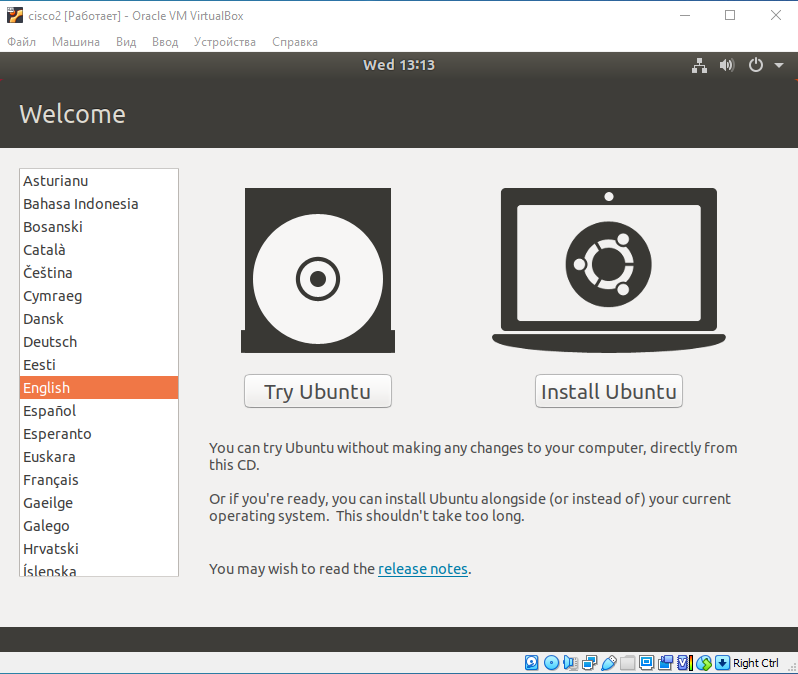 cisco2 [Работает] - Oracle VM VirtualBox
Файл Машина Вид Ввод Устройства Справка
Wed 13:13
Welcome
Asturianu
Bahasa Indonesia
Bosanski
Català
Čeština
Cymraeg
Dansk
Deutsch
Eesti
English
Español
Esperanto
Euskara
Français
Gaeilge
Galego
Hrvatski
Íslenska
Try Ubuntu
Install Ubuntu
You can try Ubuntu without making any changes to your computer, directly from
this CD.
Or if you're ready, you can install Ubuntu alongside (or instead of) your current
operating system. This shouldn't take too long.
You may wish to read the release notes.
Right Ctrl